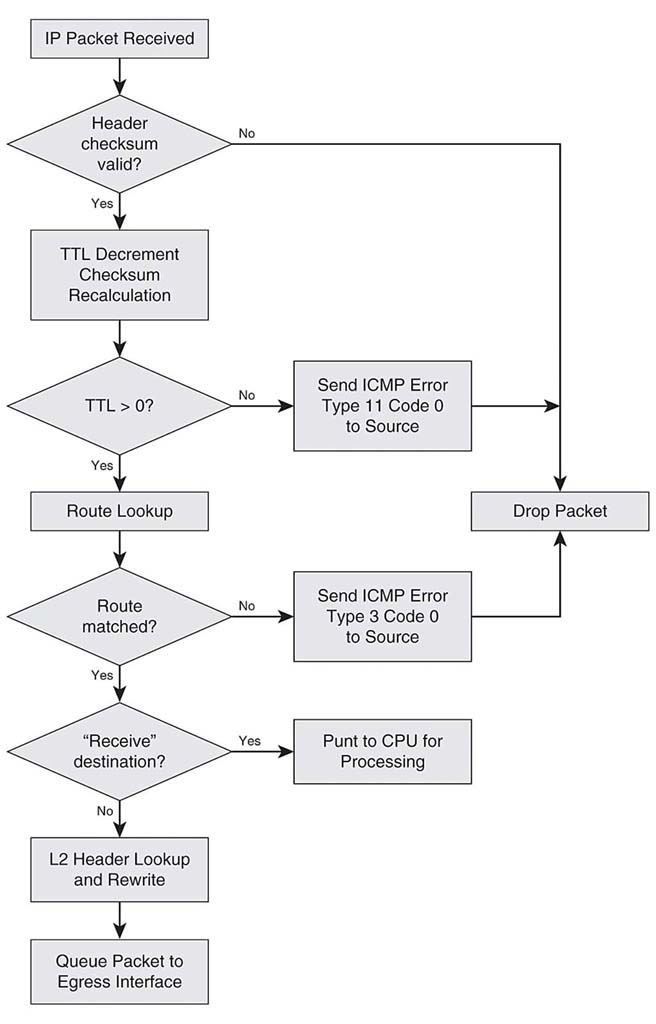 IP Packet Received
Header
checksum
valid?
No
Yes
TTL Decrement
Checksum
Recalculation
TTL > 0?
No
Send ICMP Error
Type 11 Code 0
to Source
Yes
Route Lookup
Drop Packet
Route
matched?
No
Send ICMP Error
Type 3 Code 0
to Source
Yes
“Receive”
destination?
Yes
Punt to CPU for
Processing
No
L2 Header Lookup
and Rewrite
Queue Packet to
Egress Interface